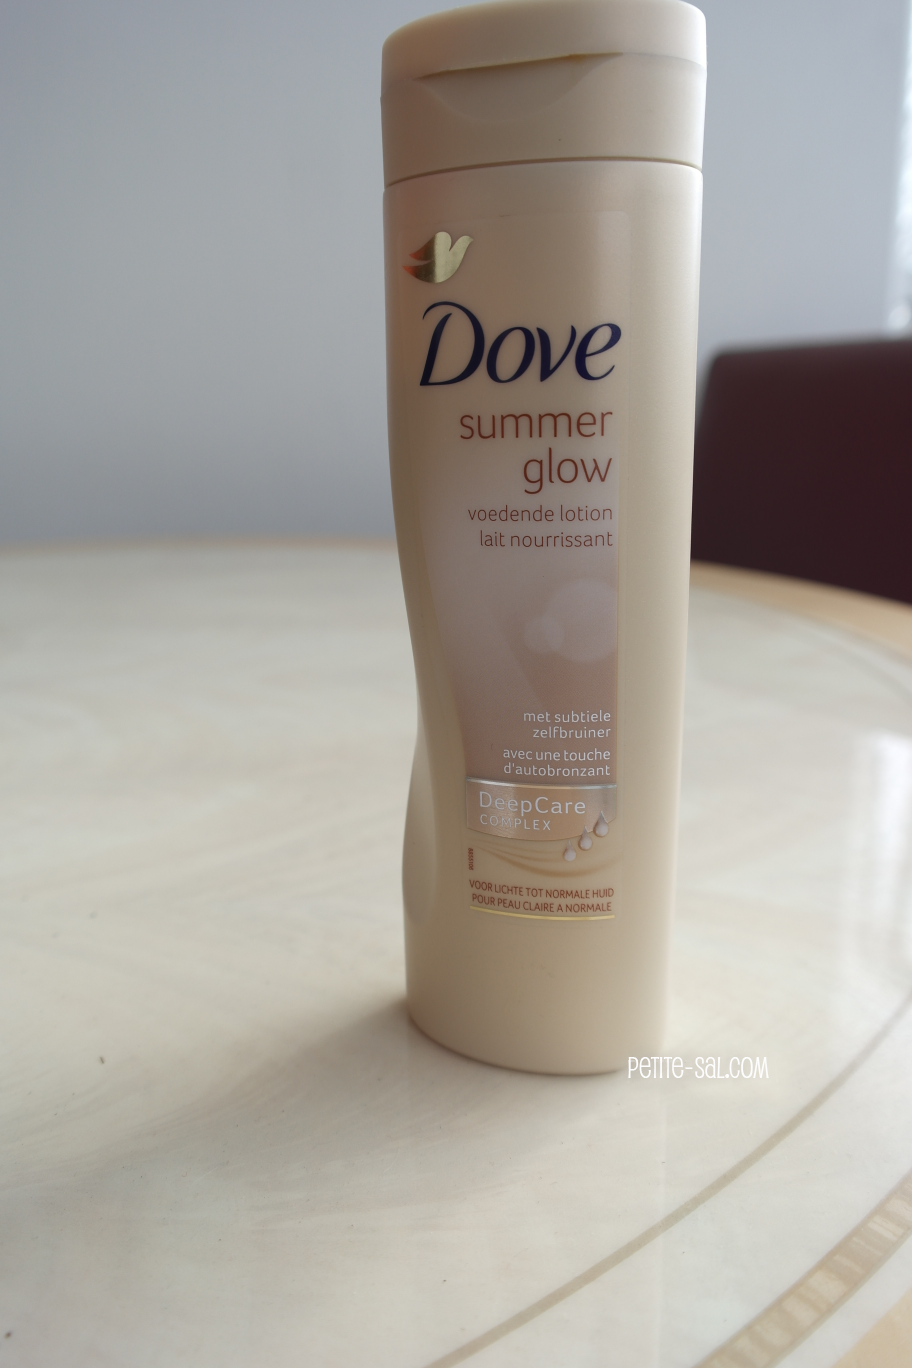 Dove
summer
glow
voedende lotion
lait nourrissant
met subtiele
zelfbruiner
avec une touche
d'autobronzant
DeepCare
COMPLEX
VOOR LICHTE TOT NORMALE HUID
POUR PEAU CLAIRE A NORMALE
PETITE-SAL.COM